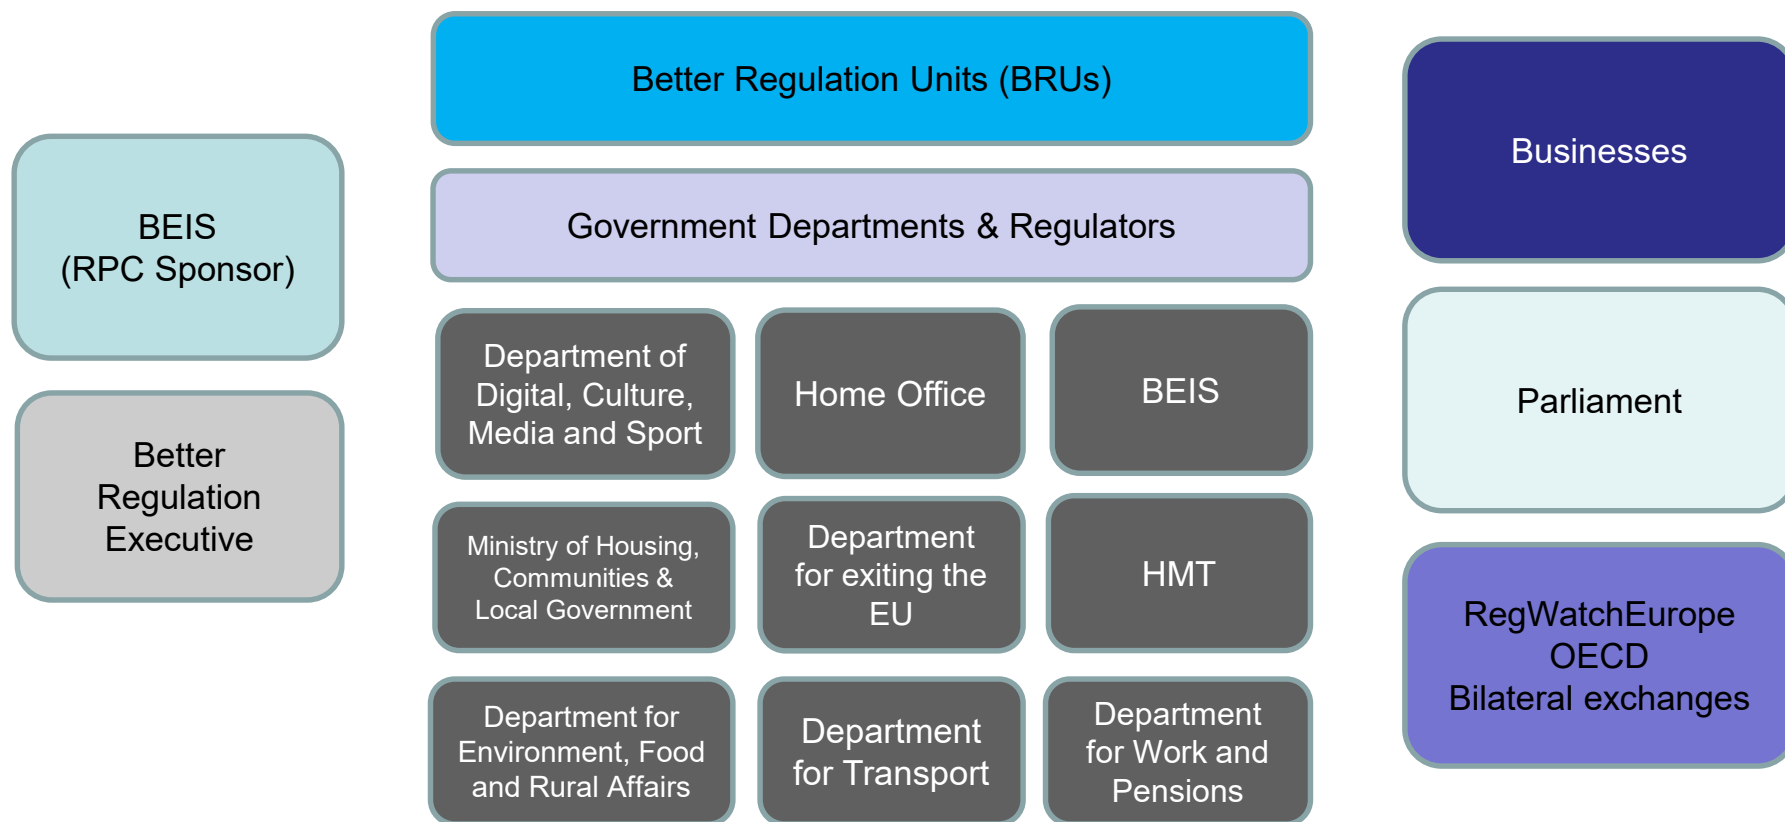 BEIS
(RPC Sponsor)
Better
Regulation
Executive
Better Regulation Units (BRUs)
Government Departments & Regulators
Department of
Digital, Culture,
Media and Sport
Home Office
BEIS
Ministry of Housing,
Communities &
Local Government
Department
for exiting the
EU
HMT
Department for
Environment, Food
and Rural Affairs
Department
for Transport
Department
for Work and
Pensions
Businesses
Parliament
RegWatchEurope
OECD
Bilateral exchanges